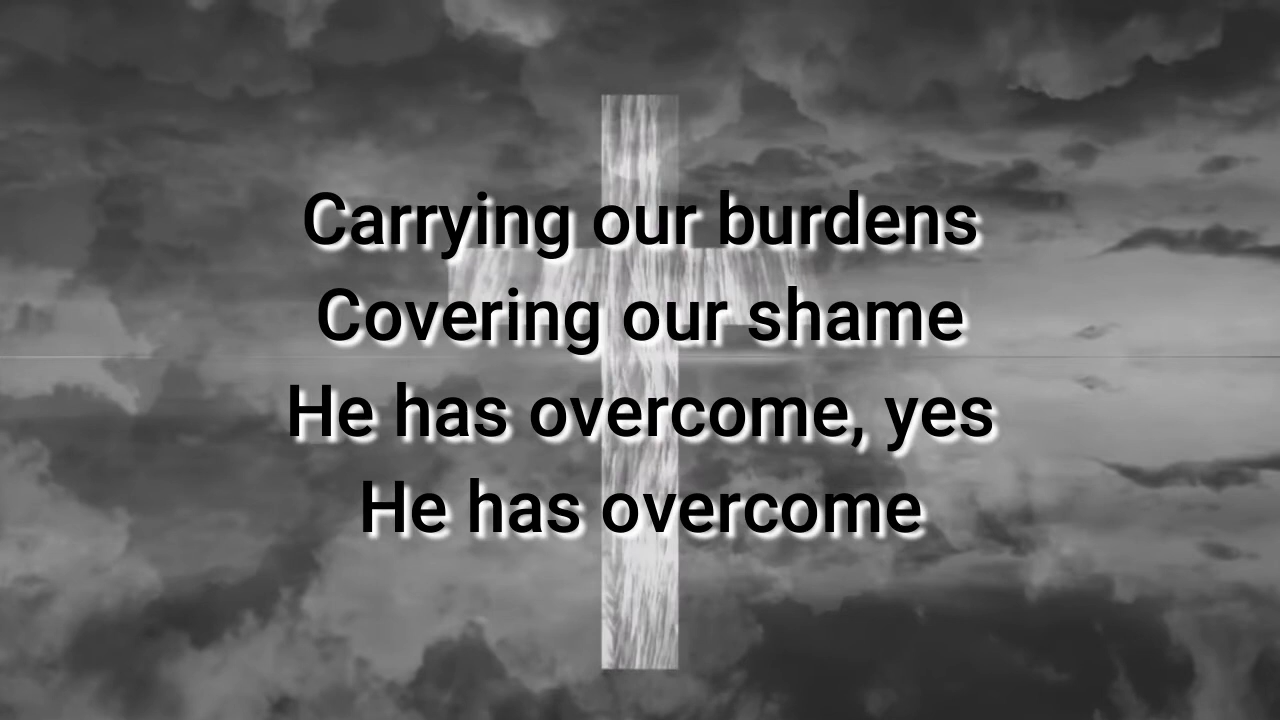 Carrying our burdens
Covering our shame
He has overcome, yes
He has overcome